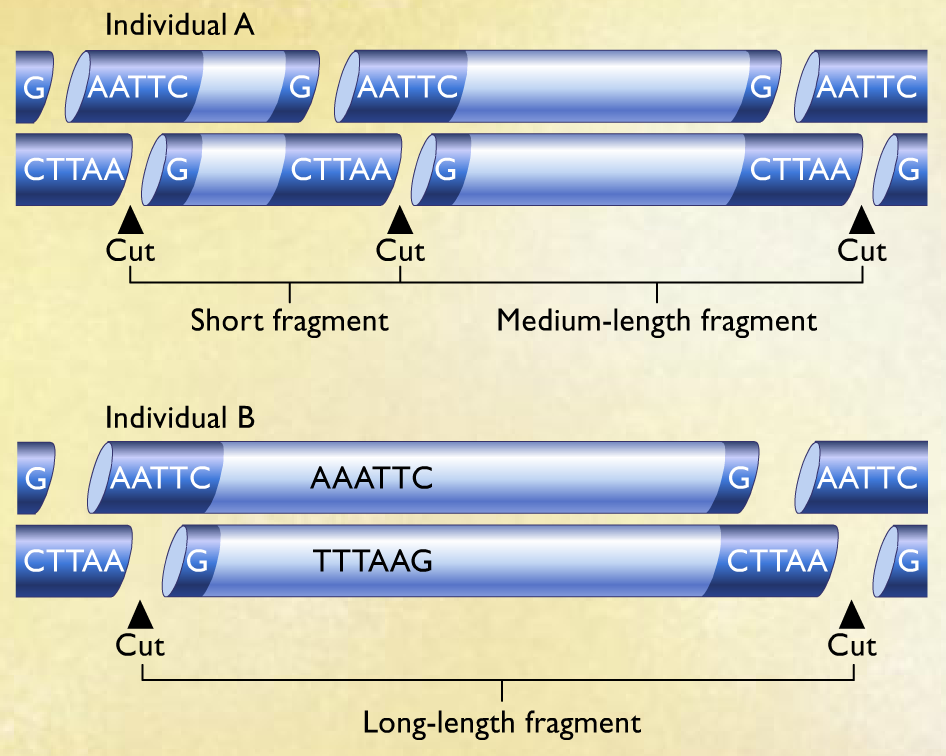 Individual A
G AATTC G AATTC G AATTC
CTTAA G CTTAA G CTTAA G
Cut Cut Cut
Short fragment Medium-length fragment
Individual B
G AATTC AAATTC G AATTC
CTTAA G TTTAAG CTTAA G
Cut Cut
Long-length fragment